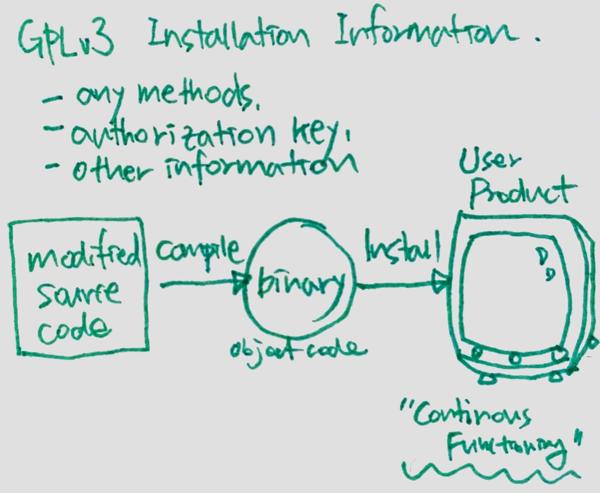 GPLv3 Installation Information.
- any methods,
- authorization key,
- other information
User
Product
modified
source
code
compile
binary
object code
Install
"Continous
Functioning"